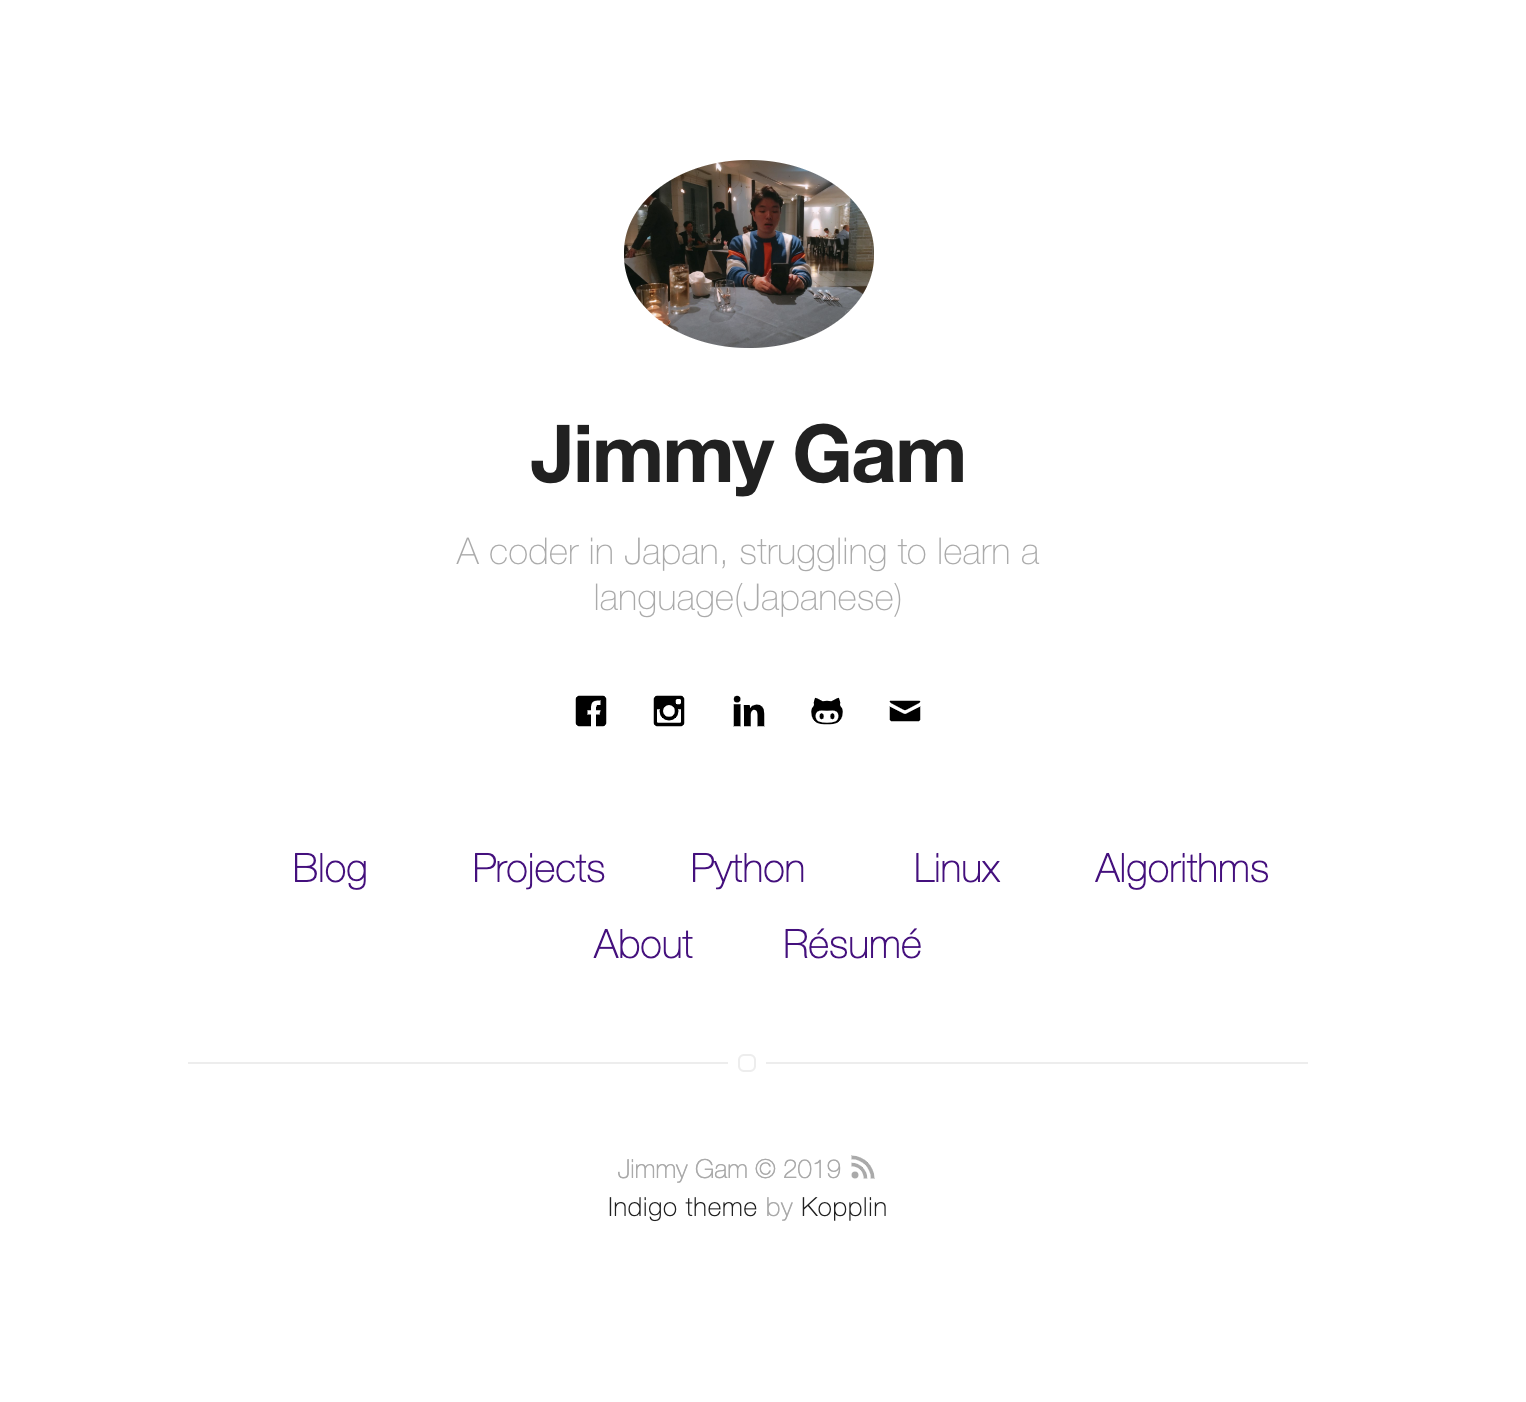 Jimmy Gam
A coder in Japan, struggling to learn a
language(Japanese)
Blog Projects Python Linux Algorithms
About Résumé
Jimmy Gam © 2019
Indigo theme by Kopplin